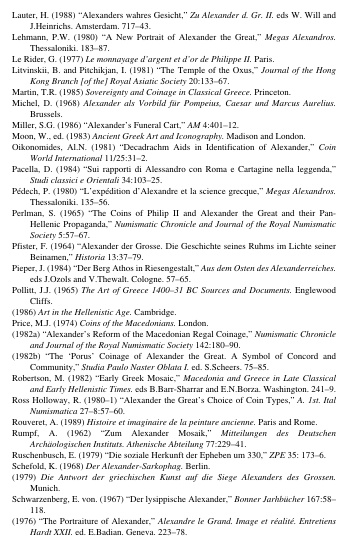 Lauter, H. (1988) “Alexanders wahres Gesicht,” Zu Alexander d. Gr. II. eds W. Will and
J.Heinrichs. Amsterdam. 717–43.
Lehmann, P.W. (1980) “A New Portrait of Alexander the Great,” Megas Alexandros.
Thessaloniki. 183–87.
Le Rider, G. (1977) Le monnayage d'argent et d'or de Philippe II. Paris.
Litvinskii, B. and Pitchikjan, I. (1981) “The Temple of the Oxus,” Journal of the Hong
Kong Branch [of the] Royal Asiatic Society 20:133–67.
Martin, T.R. (1985) Sovereignty and Coinage in Classical Greece. Princeton.
Michel, D. (1968) Alexander als Vorbild für Pompeius, Caesar und Marcus Aurelius.
Brussels.
Miller, S.G. (1986) “Alexander's Funeral Cart,” AM 4:401–12.
Moon, W., ed. (1983) Ancient Greek Art and Iconography. Madison and London.
Oikonomides, Al.N. (1981) “Decadrachm Aids in Identification of Alexander,” Coin
World International 11/25:31–2.
Pacella, D. (1984) “Sui rapporti di Alessandro con Roma e Cartagine nella leggenda,”
Studi classici e Orientali 34:103–25.
Pédech, P. (1980) “L'expédition d'Alexandre et la science grecque,” Megas Alexandros.
Thessaloniki. 135–56.
Perlman, S. (1965) “The Coins of Philip II and Alexander the Great and their Pan-
Hellenic Propaganda,” Numismatic Chronicle and Journal of the Royal Numismatic
Society 5:57–67.
Pfister, F. (1964) “Alexander der Grosse. Die Geschichte seines Ruhms im Lichte seiner
Beinamen,” Historia 13:37–79.
Pieper, J. (1984) “Der Berg Athos in Riesengestalt,” Aus dem Osten des Alexanderreiches.
eds J.Ozols and V.Thewalt. Cologne. 57–65.
Pollitt, J.J. (1965) The Art of Greece 1400–31 BC Sources and Documents. Englewood
Cliffs.
(1986) Art in the Hellenistic Age. Cambridge.
Price, M.J. (1974) Coins of the Macedonians. London.
(1982a) “Alexander's Reform of the Macedonian Regal Coinage,” Numismatic Chronicle
and Journal of the Royal Numismatic Society 142:180–90.
(1982b) “The ‘Porus’ Coinage of Alexander the Great. A Symbol of Concord and
Community,” Studia Paulo Naster Oblata I. ed. S.Scheers. 75–85.
Robertson, M. (1982) “Early Greek Mosaic,” Macedonia and Greece in Late Classical
and Early Hellenistic Times. eds B.Barr-Sharrar and E.N.Borza. Washington. 241–9.
Ross Holloway, R. (1980–1) “Alexander the Great's Choice of Coin Types,” A. 1st. Ital
Numismatica 27–8:57–60.
Rouveret, A. (1989) Histoire et imaginaire de la peinture ancienne. Paris and Rome.
Rumpf, A. (1962) “Zum Alexander Mosaik,” Mitteilungen des Deutschen
Archäologischen Instituts. Athenische Abteilung 77:229–41.
Ruschenbusch, E. (1979) “Die soziale Herkunft der Epheben um 330,” ZPE 35: 173–6.
Schefold, K. (1968) Der Alexander-Sarkophag. Berlin.
(1979) Die Antwort der griechischen Kunst auf die Siege Alexanders des Grossen.
Munich.
Schwarzenberg, E. von. (1967) “Der lysippische Alexander,” Bonner Jarhbücher 167:58–
118.
(1976) “The Portraiture of Alexander,” Alexandre le Grand. Image et réalité. Entretiens
Hardt XXII. ed. E.Badian. Geneva. 223–78.